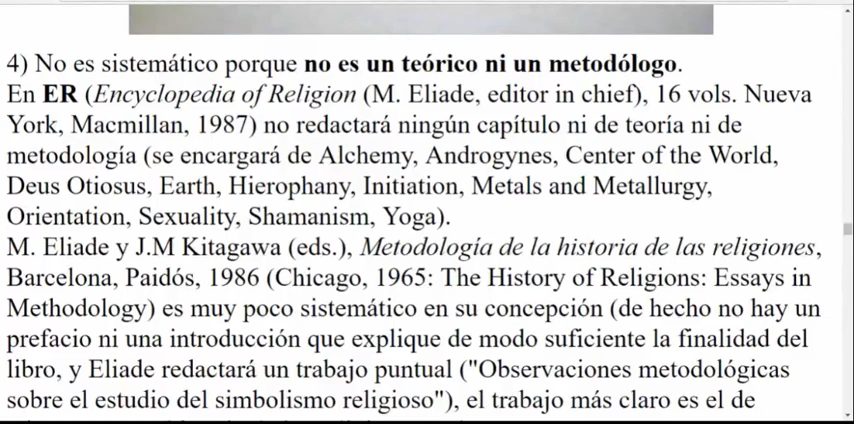 4) No es sistemático porque no es un teórico ni un metodólogo.
En ER (Encyclopedia of Religion (M. Eliade, editor in chief), 16 vols. Nueva
York, Macmillan, 1987) no redactará ningún capítulo ni de teoría ni de
metodología (se encargará de Alchemy, Androgynes, Center of the World,
Deus Otiosus, Earth, Hierophany, Initiation, Metals and Metallurgy,
Orientation, Sexuality, Shamanism, Yoga).
M. Eliade y J.M Kitagawa (eds.), Metodología de la historia de las religiones,
Barcelona, Paidós, 1986 (Chicago, 1965: The History of Religions: Essays in
Methodology) es muy poco sistemático en su concepción (de hecho no hay un
prefacio ni una introducción que explique de modo suficiente la finalidad del
libro, y Eliade redactará un trabajo puntual ("Observaciones metodológicas
sobre el estudio del simbolismo religioso"), el trabajo más claro es el de